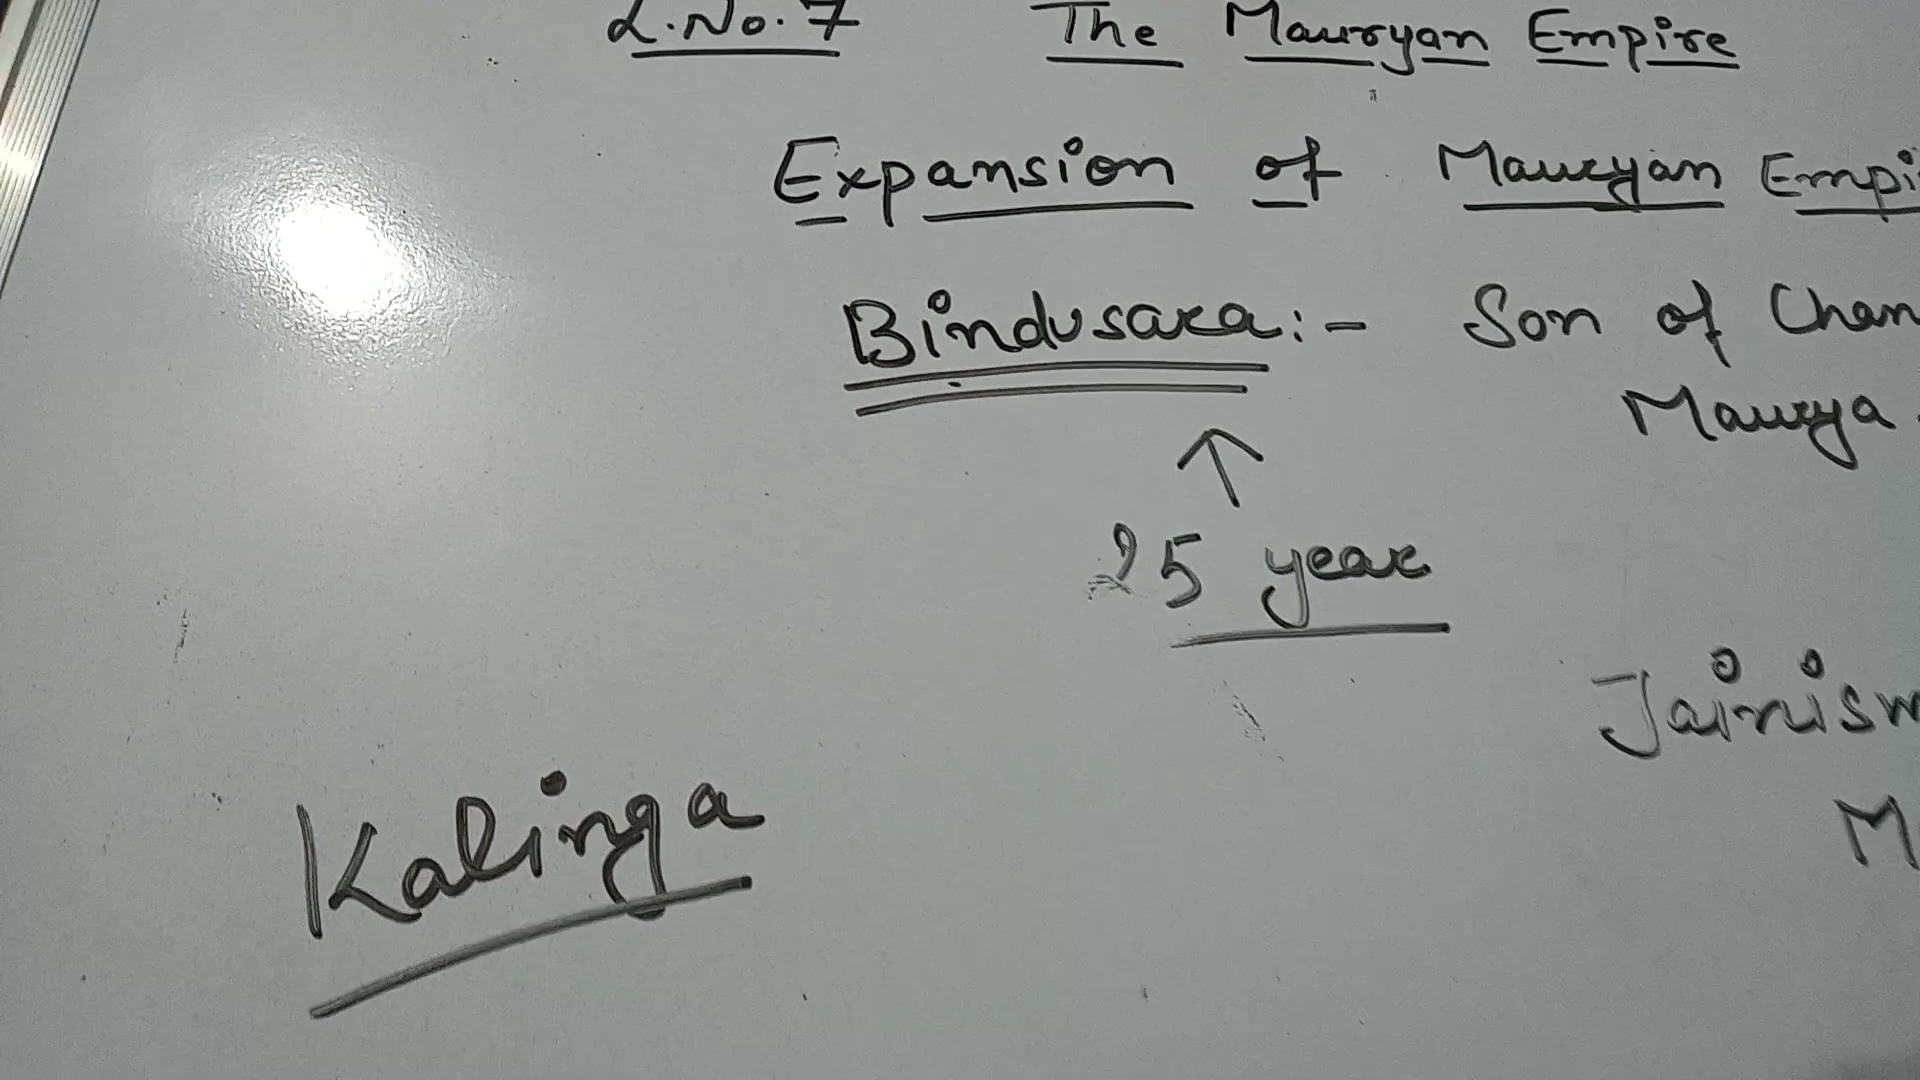 L.No.7 The Mauryan Empire
Expansion of Mauryan Empi
Bindusara:- Son of Chan
Maurya.
25 year
Jainism
Kalinga
M